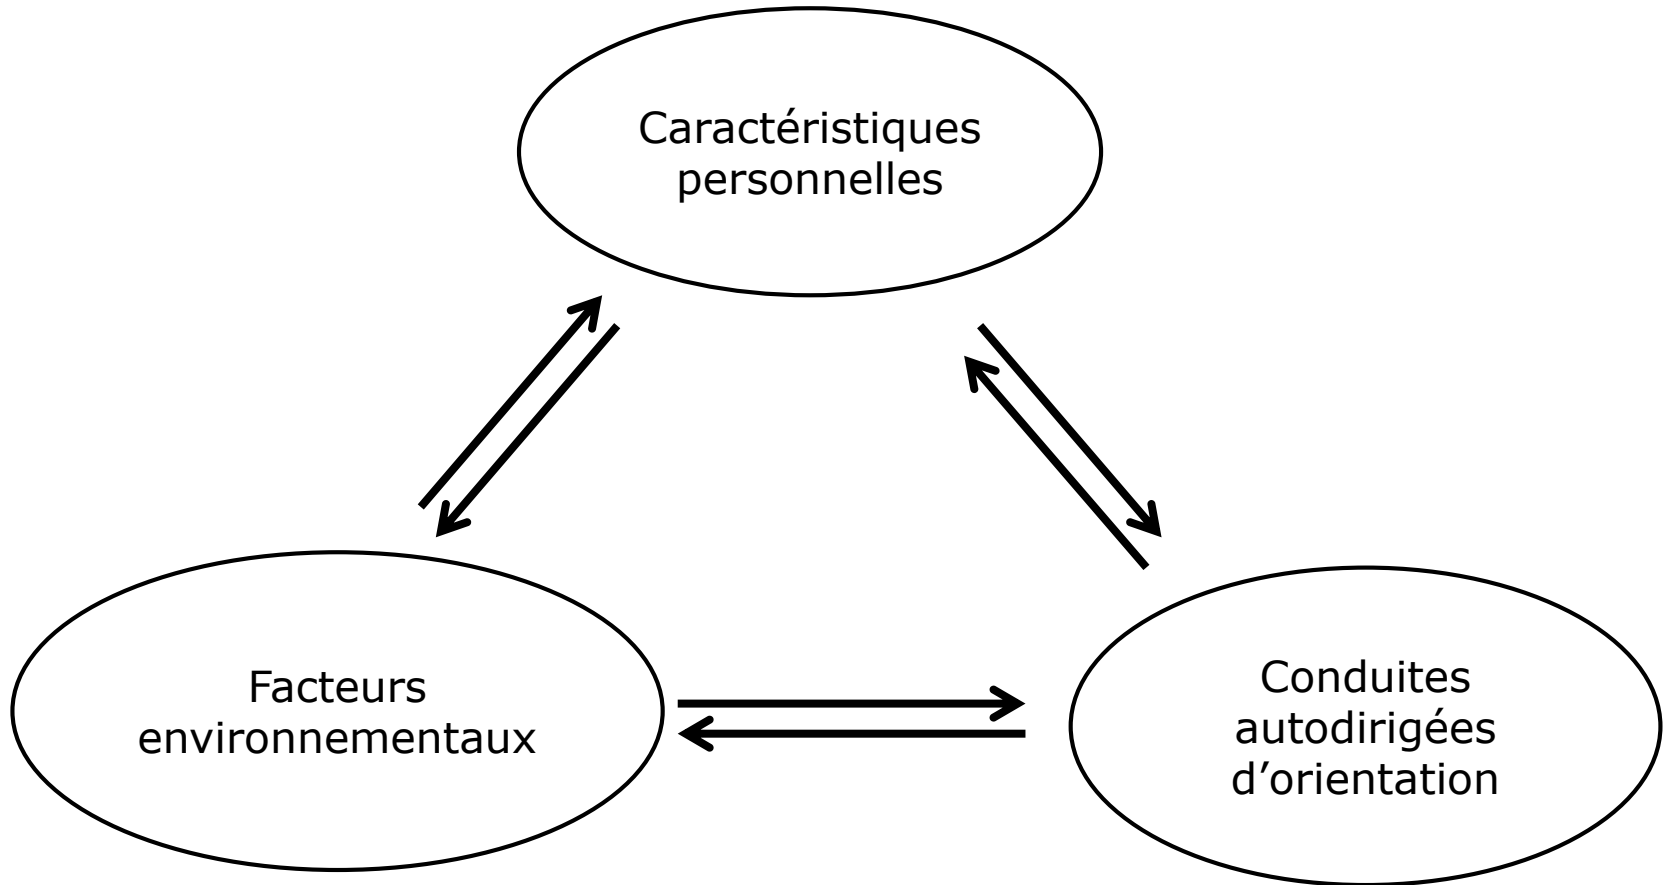 Caractéristiques
personnelles
Facteurs
environnementaux
Conduites
autodirigées
d’orientation